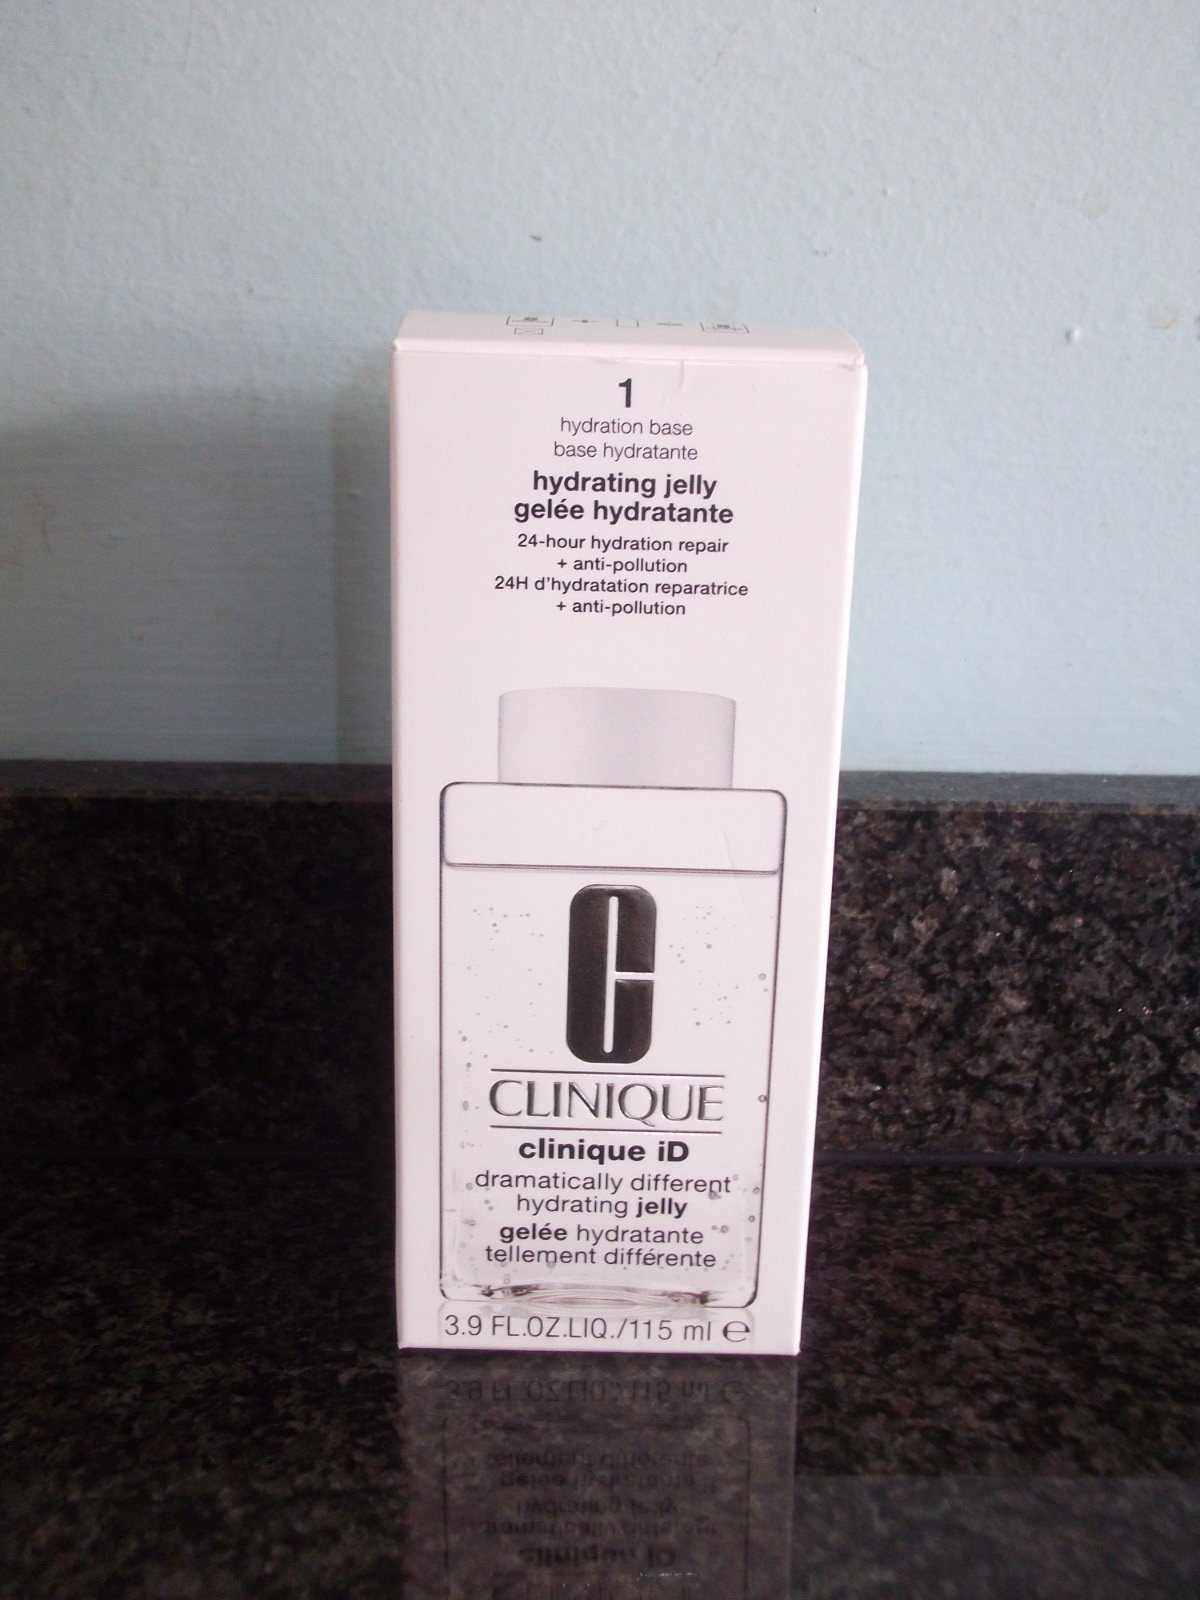 1
hydration base
base hydratante
hydrating jelly
gelée hydratante
24-hour hydration repair
+ anti-pollution
24H d'hydratation reparatrice
+ anti-pollution
C
CLINIQUE
clinique iD
dramatically different
hydrating jelly
gelée hydratante
tellement différente
3.9 FL.OZ.LIQ./115 ml ℮